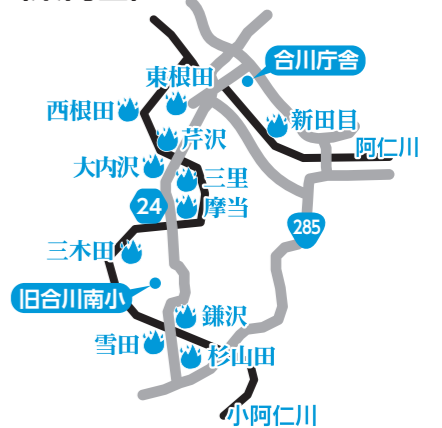 合川庁舎
東根田
西根田
新田目
芹沢
阿仁川
大内沢
三里
24
摩当
285
三木田
旧合川南小
鎌沢
雪田
杉山田
小阿仁川